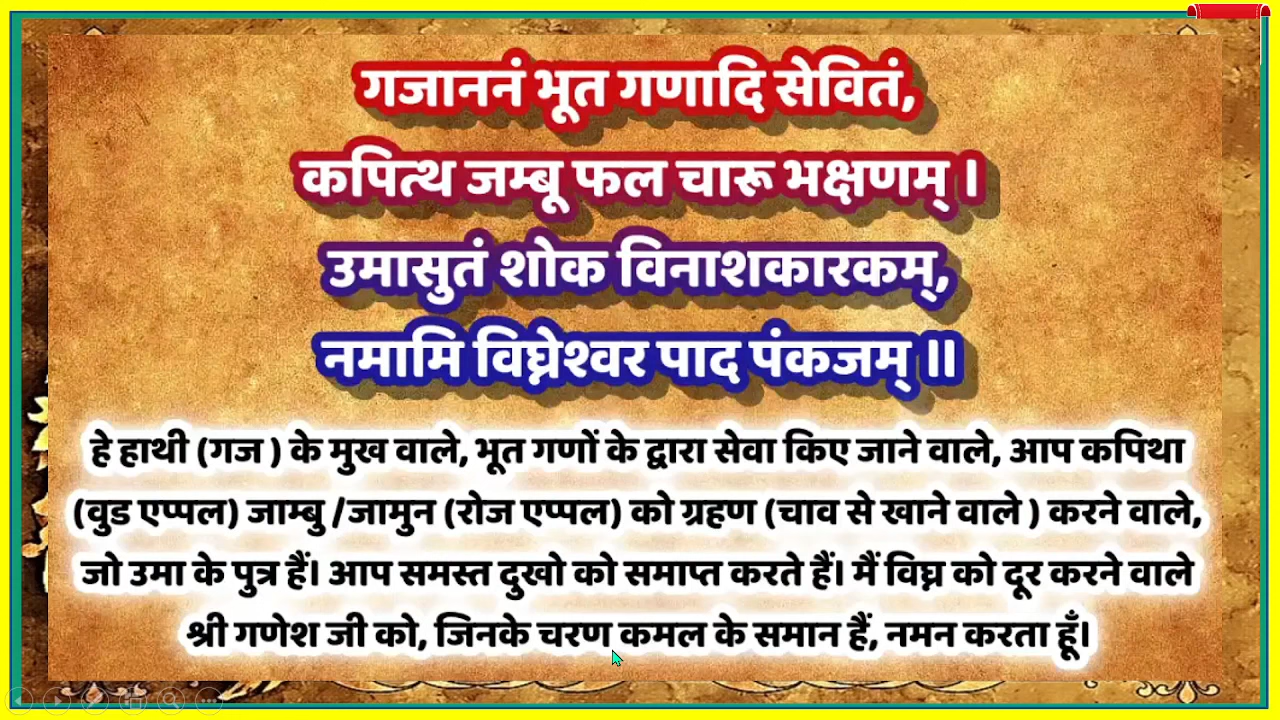 गजाननं भूत गणादि सेवितं,
कपित्थ जम्बू फल चारू भक्षणम् ।
उमासुतं शोक विनाशकारकम्,
नमामि विघ्नेश्वर पाद पंकजम् ।।
हे हाथी (गज ) के मुख वाले, भूत गणों के द्वारा सेवा किए जाने वाले, आप कपिथा
(वुड एप्पल) जाम्बु /जामुन (रोज एप्पल) को ग्रहण (चाव से खाने वाले ) करने वाले,
जो उमा के पुत्र हैं। आप समस्त दुखो को समाप्त करते हैं। मैं विघ्न को दूर करने वाले
श्री गणेश जी को, जिनके चरण कमल के समान हैं, नमन करता हूँ।